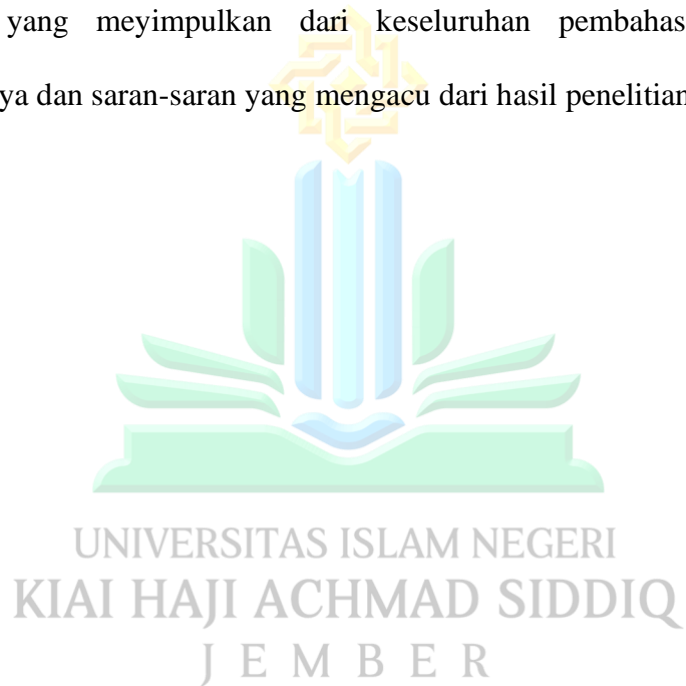 yang meyimpulkan dari keseluruhan pembahas
ya dan saran-saran yang mengacu dari hasil penelitian
UNIVERSITAS ISLAM NEGERI
KIAI HAJI ACHMAD SIDDIQ
JEMBER